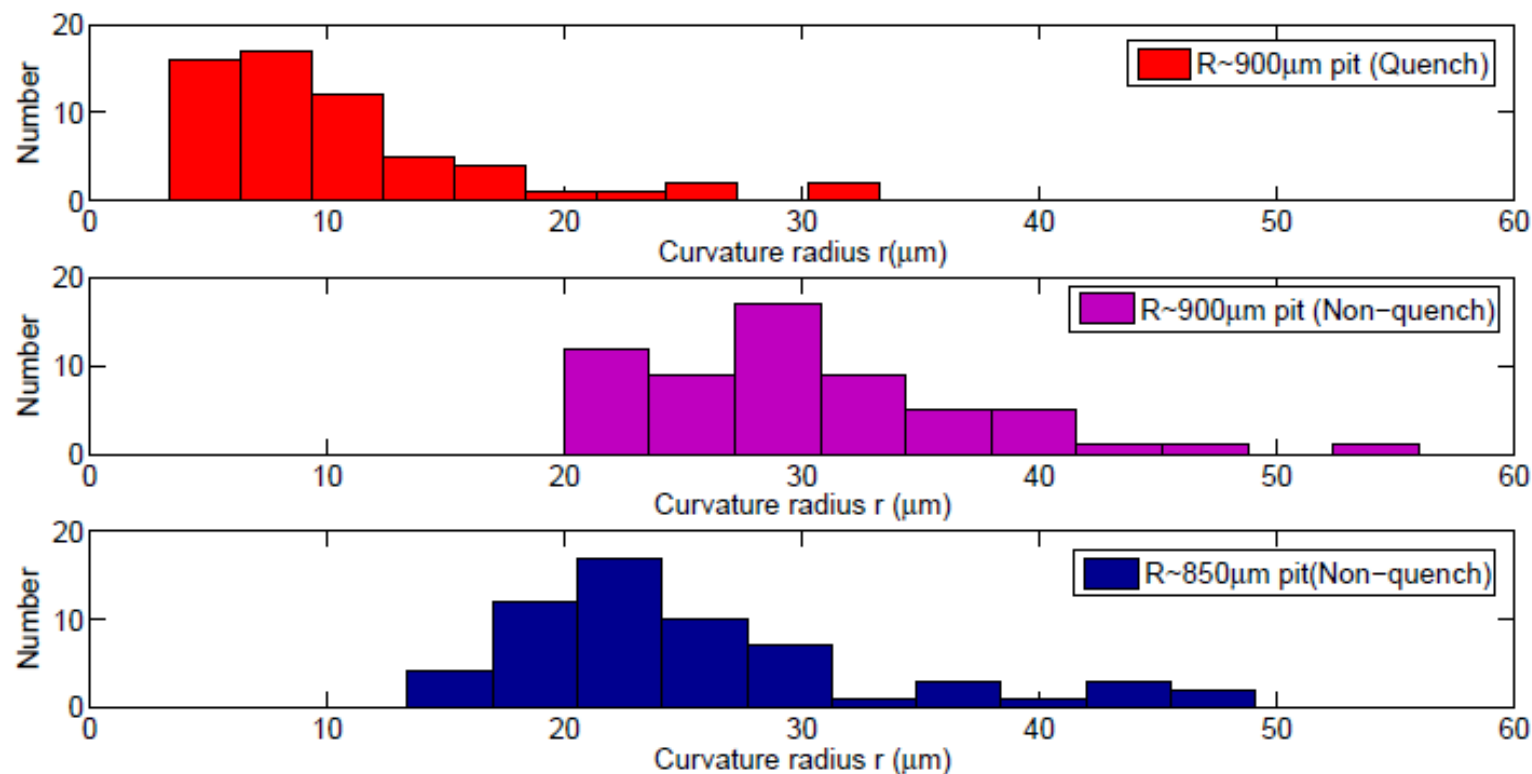 20
10
0
Number
R~900μm pit (Quench)
0 10 20 30 40 50 60
Curvature radius r(μm)
20
10
0
Number
R~900μm pit (Non-quench)
0 10 20 30 40 50 60
Curvature radius r (μm)
20
10
0
Number
R~850μm pit(Non-quench)
0 10 20 30 40 50 60
Curvature radius r (μm)